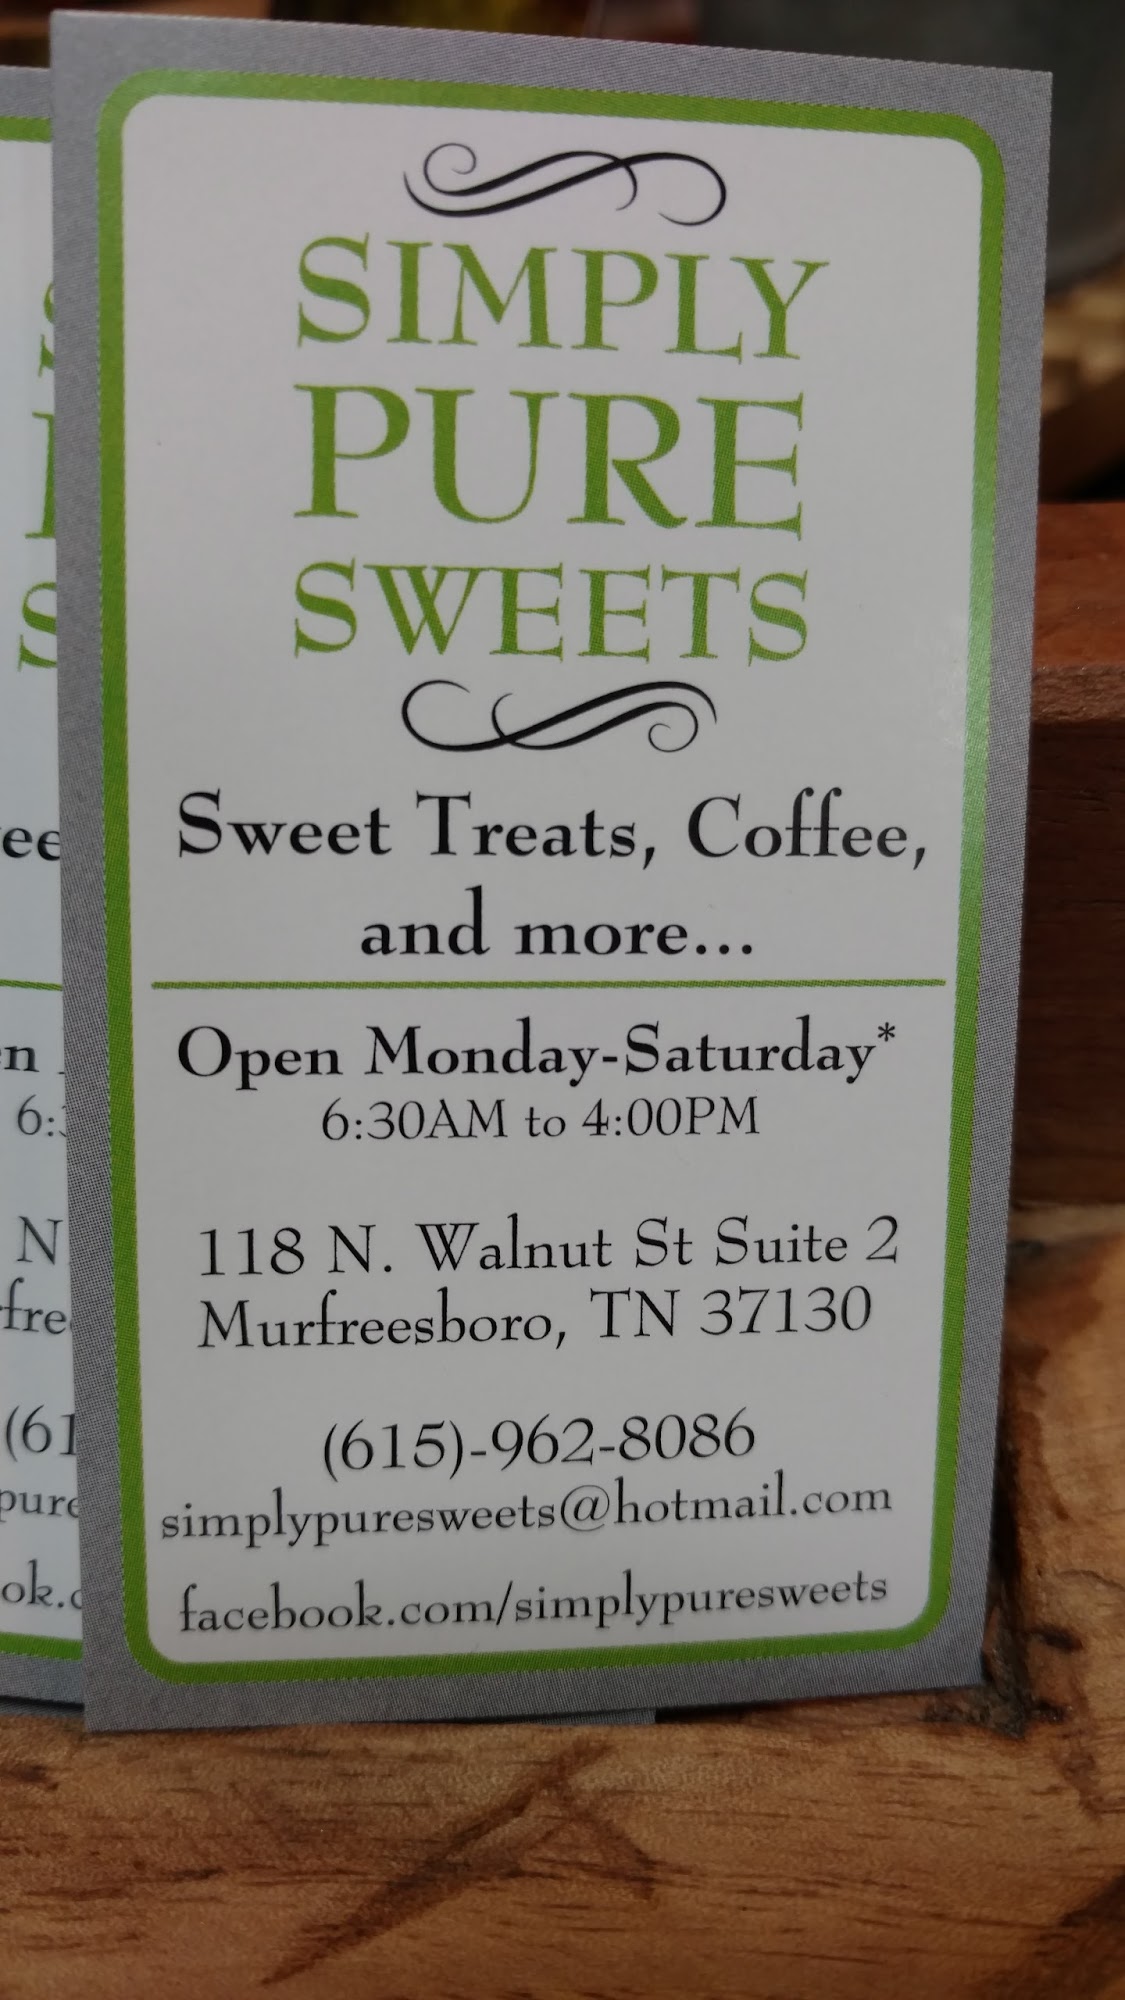 SIMPLY
PURE
SWEETS
Sweet Treats, Coffee,
and more...
Open Monday-Saturday*
6:30AM to 4:00PM
118 N. Walnut St Suite 2
Murfreesboro, TN 37130
(615)-962-8086
simplypuresweets@hotmail.com
facebook.com/simplypuresweets